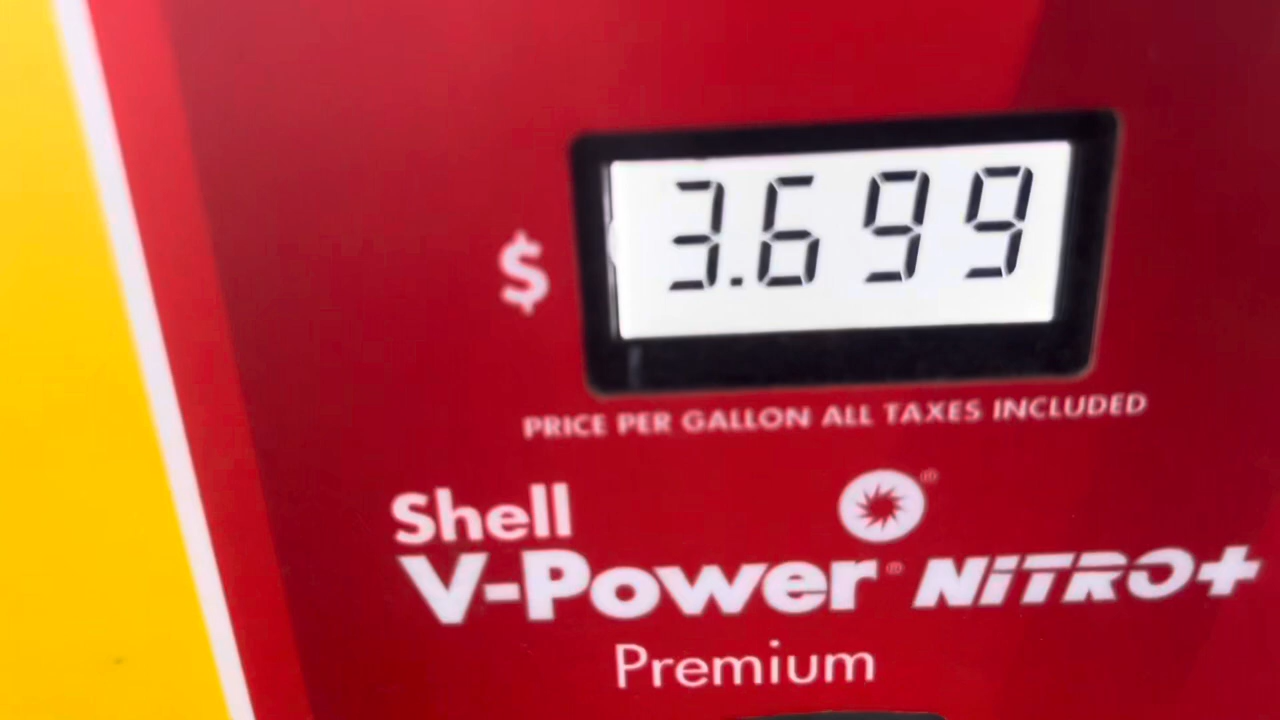 $ 3.699
PRICE PER GALLON ALL TAXES INCLUDED
Shell
V-Power® NiTRO+®
Premium